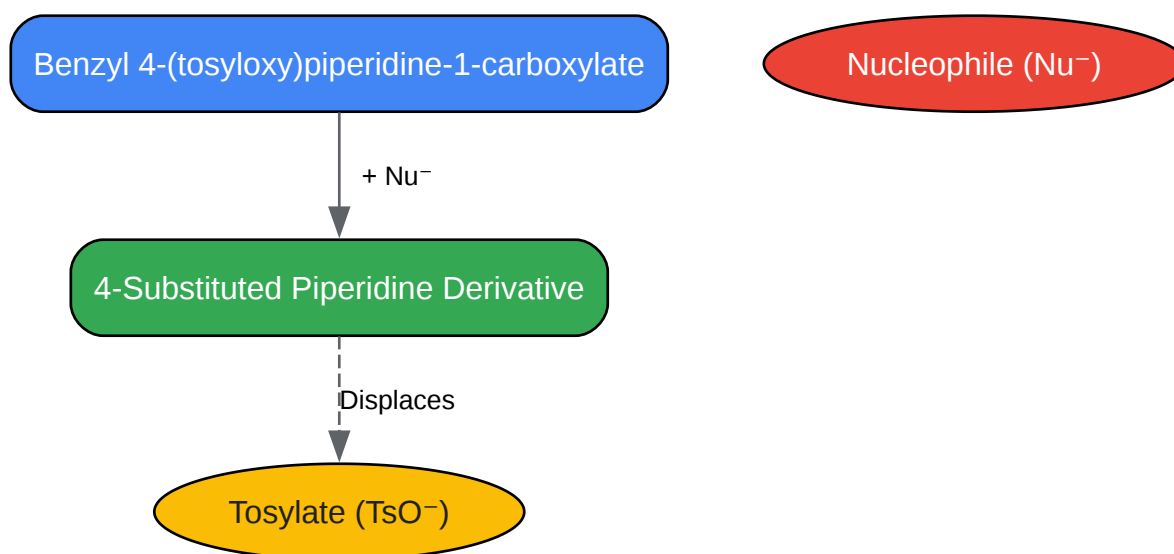 Benzyl 4-(tosyloxy)piperidine-1-carboxylate
Nucleophile (Nu⁻)
+ Nu⁻
4-Substituted Piperidine Derivative
Displaces
Tosylate (TsO⁻)